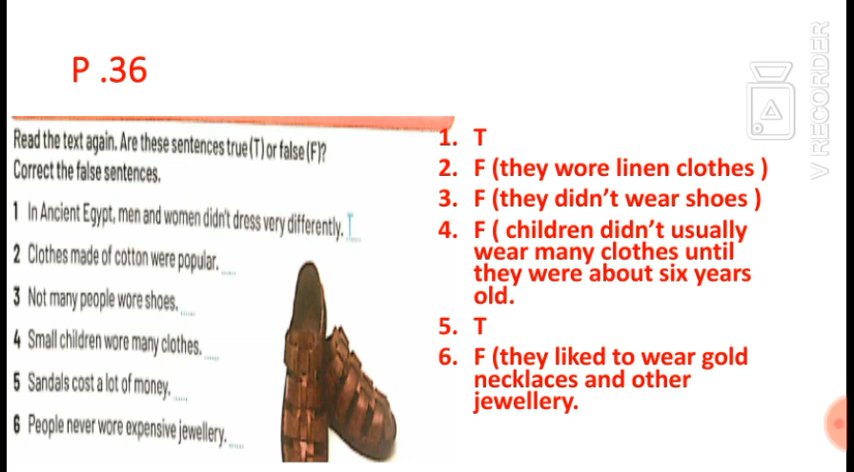 P .36
Read the text again. Are these sentences true (T) or false (F)?
Correct the false sentences.
1 In Ancient Egypt, men and women didn't dress very differently. T
2 Clothes made of cotton were popular. ....
3 Not many people wore shoes. ....
4 Small children wore many clothes. ....
5 Sandals cost a lot of money. ....
6 People never wore expensive jewellery. ....
1. T
2. F (they wore linen clothes )
3. F (they didn't wear shoes )
4. F ( children didn't usually
wear many clothes until
they were about six years
old.
5. T
6. F (they liked to wear gold
necklaces and other
jewellery.
V RECORDER